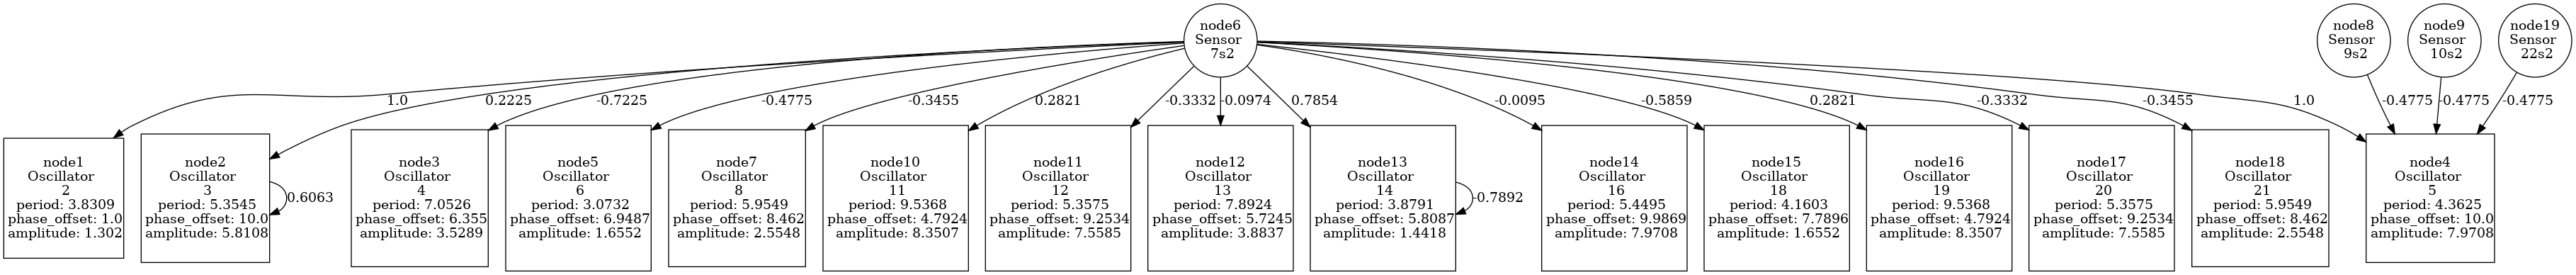 node6
Sensor
7s2
node8
Sensor
9s2
node9
Sensor
10s2
node19
Sensor
22s2
1.0
0.2225
-0.7225
-0.4775
-0.3455
0.2821
-0.3332
-0.0974
0.7854
-0.0095
-0.5859
0.2821
-0.3332
-0.3455
1.0
-0.4775
-0.4775
-0.4775
node1
Oscillator
2
period: 3.8309
phase_offset: 1.0
amplitude: 1.302
node2
Oscillator
3
period: 5.3545
phase_offset: 10.0
amplitude: 5.8108
0.6063
node3
Oscillator
4
period: 7.0526
phase_offset: 6.355
amplitude: 3.5289
node5
Oscillator
6
period: 3.0732
phase_offset: 6.9487
amplitude: 1.6552
node7
Oscillator
8
period: 5.9549
phase_offset: 8.462
amplitude: 2.5548
node10
Oscillator
11
period: 9.5368
phase_offset: 4.7924
amplitude: 8.3507
node11
Oscillator
12
period: 5.3575
phase_offset: 9.2534
amplitude: 7.5585
node12
Oscillator
13
period: 7.8924
phase_offset: 5.7245
amplitude: 3.8837
node13
Oscillator
14
period: 3.8791
phase_offset: 5.8087
amplitude: 1.4418
-0.7892
node14
Oscillator
16
period: 5.4495
phase_offset: 9.9869
amplitude: 7.9708
node15
Oscillator
18
period: 4.1603
phase_offset: 7.7896
amplitude: 1.6552
node16
Oscillator
19
period: 9.5368
phase_offset: 4.7924
amplitude: 8.3507
node17
Oscillator
20
period: 5.3575
phase_offset: 9.2534
amplitude: 7.5585
node18
Oscillator
21
period: 5.9549
phase_offset: 8.462
amplitude: 2.5548
node4
Oscillator
5
period: 4.3625
phase_offset: 10.0
amplitude: 7.9708